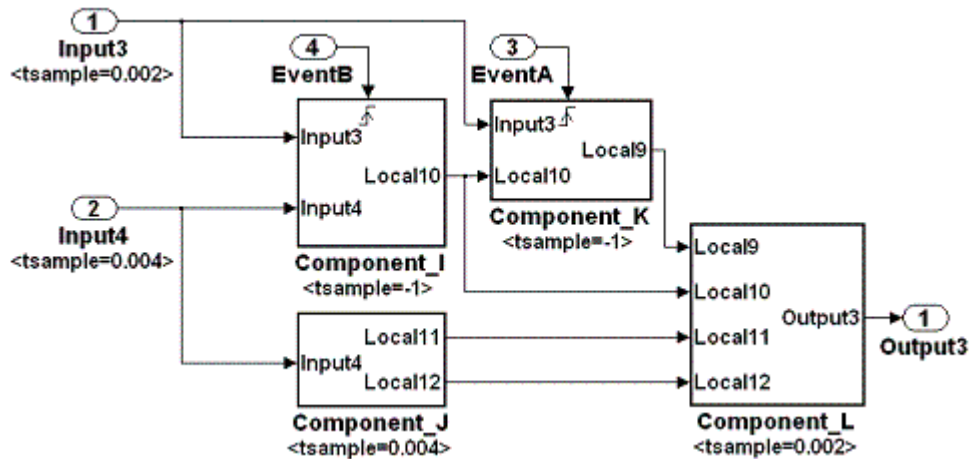 1
Input3
<tsample=0.002>
4
EventB
3
EventA
Input3
Local10
Input4
Component_I
<tsample=-1>
Input3
Local9
Local10
Component_K
<tsample=-1>
2
Input4
<tsample=0.004>
Local11
Input4
Local12
Component_J
<tsample=0.004>
Local9
Local10
Output3
Local11
Local12
Component_L
<tsample=0.002>
1
Output3